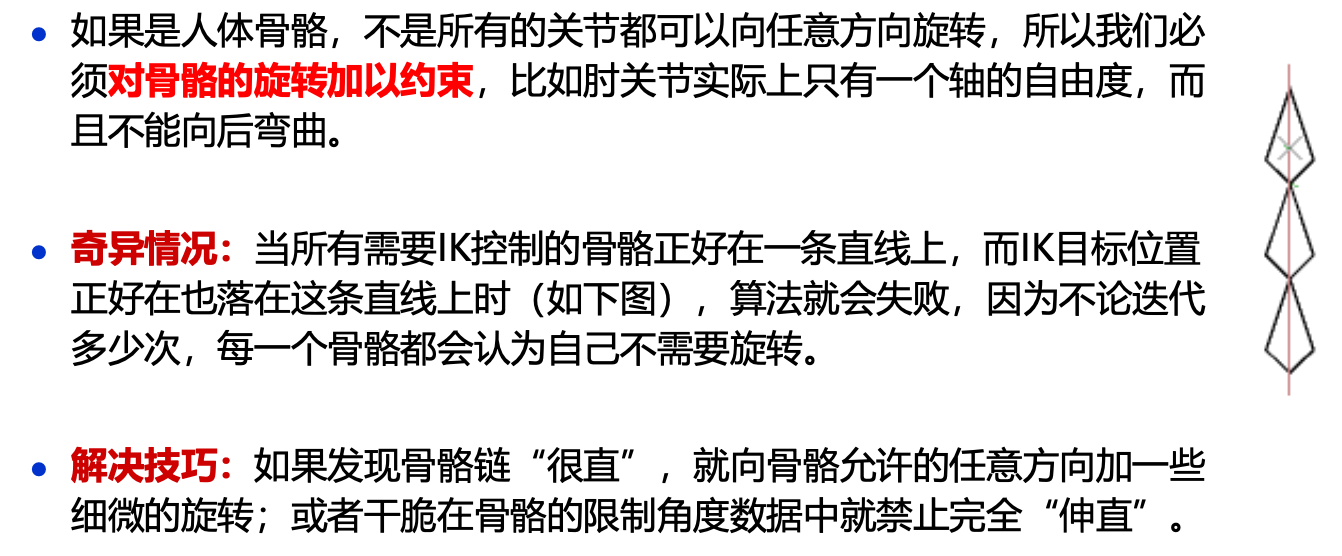 如果是人体骨骼，不是所有的关节都可以向任意方向旋转，所以我们必
须对骨骼的旋转加以约束，比如肘关节实际上只有一个轴的自由度，而
且不能向后弯曲。
奇异情况：当所有需要IK控制的骨骼正好在一条直线上，而IK目标位置
正好在也落在这条直线上时（如下图），算法就会失败，因为不论迭代
多少次，每一个骨骼都会认为自己不需要旋转。
解决技巧：如果发现骨骼链“很直”，就向骨骼允许的任意方向加一些
细微的旋转；或者干脆在骨骼的限制角度数据中就禁止完全“伸直”。